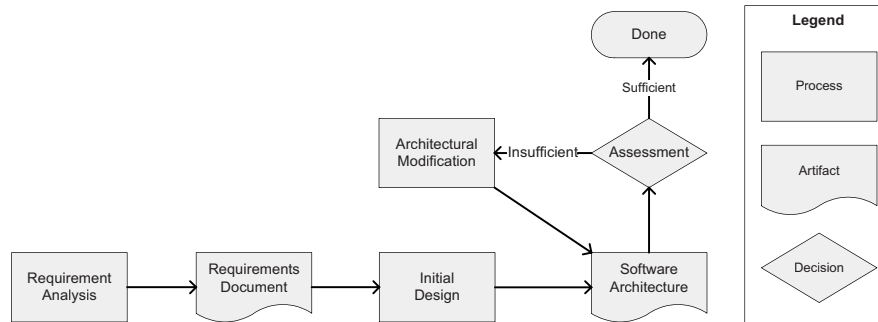 Done
Sufficient
Architectural
Modification
Insufficient
Assessment
Requirement
Analysis
Requirements
Document
Initial
Design
Software
Architecture
Legend
Process
Artifact
Decision